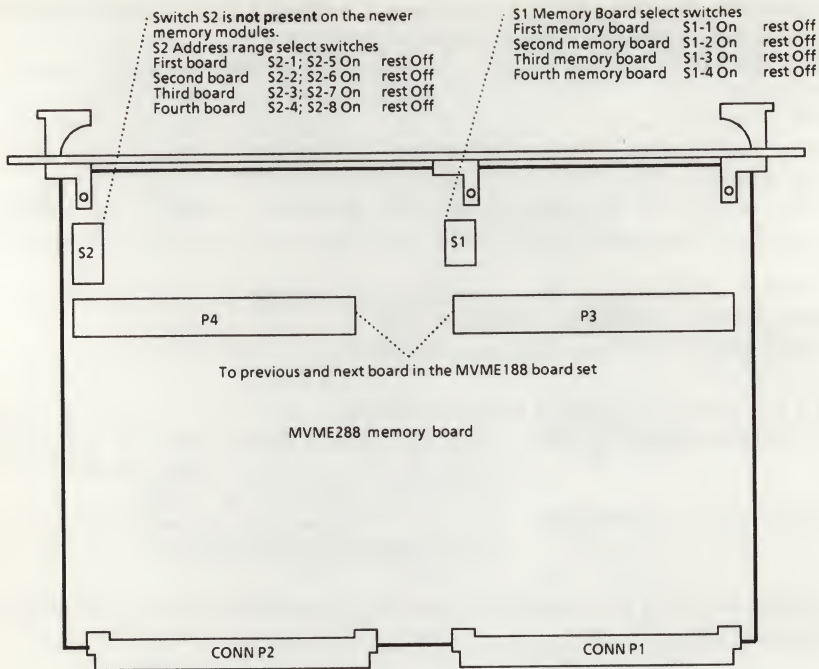 Switch S2 is not present on the newer
memory modules.
S2 Address range select switches
First board S2-1; S2-5 On rest Off
Second board S2-2; S2-6 On rest Off
Third board S2-3; S2-7 On rest Off
Fourth board S2-4; S2-8 On rest Off
S1 Memory Board select switches
First memory board S1-1 On rest Off
Second memory board S1-2 On rest Off
Third memory board S1-3 On rest Off
Fourth memory board S1-4 On rest Off
S2
S1
P4
P3
To previous and next board in the MVME188 board set
MVME288 memory board
CONN P2
CONN P1